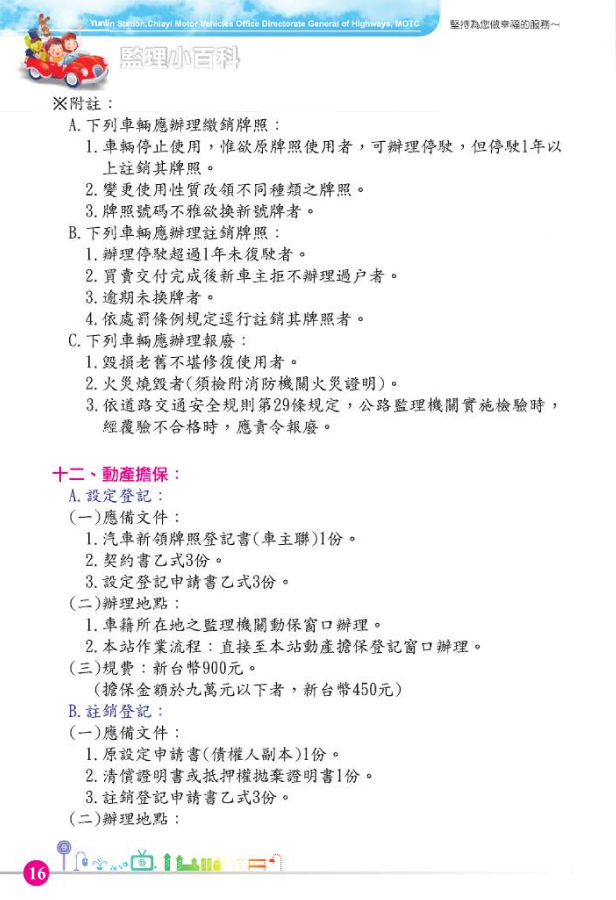 Yunlin Station,Chiayi Motor Vehicles Office Directorate General of Highways, MOTC
堅持為您做幸福的服務~
監理小百科
※附註：
A.下列車輛應辦理繳銷牌照：
1.車輛停止使用，惟欲原牌照使用者，可辦理停駛，但停駛1年以
上註銷其牌照。
2.變更使用性質改領不同種類之牌照。
3.牌照號碼不雅欲換新號牌者。
B.下列車輛應辦理註銷牌照：
1.辦理停駛超過1年未復駛者。
2.買賣交付完成後新車主拒不辦理過户者。
3.逾期未換牌者。
4.依處罰條例規定逕行註銷其牌照者。
C.下列車輛應辦理報廢：
1.毀損老舊不堪修復使用者。
2.火災燒毀者(須檢附消防機關火災證明)。
3.依道路交通安全規則第29條規定，公路監理機關實施檢驗時，
經覆驗不合格時，應責令報廢。
十二、動產擔保：
A.設定登記：
(一)應備文件：
1.汽車新領牌照登記書(車主聯)1份。
2.契約書乙式3份。
3.設定登記申請書乙式3份。
(二)辦理地點：
1.車籍所在地之監理機關動保窗口辦理。
2.本站作業流程：直接至本站動產擔保登記窗口辦理。
(三)規費：新台幣900元。
(擔保金額於九萬元以下者，新台幣450元)
B.註銷登記：
(一)應備文件：
1.原設定申請書(債權人副本)1份。
2.清償證明書或抵押權拋棄證明書1份。
3.註銷登記申請書乙式3份。
(二)辦理地點：
16